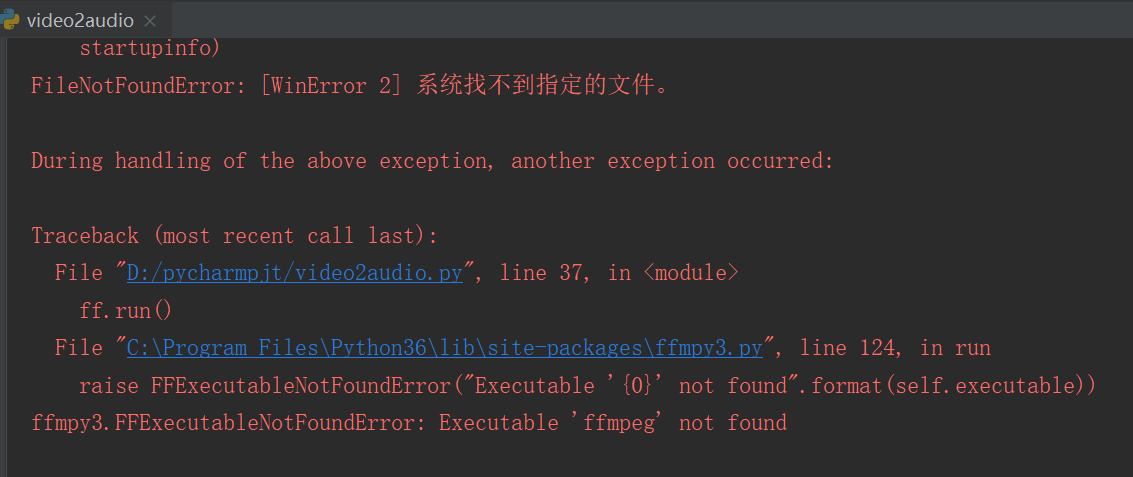 video2audio
startupinfo)
FileNotFoundError: [WinError 2] 系统找不到指定的文件。
During handling of the above exception, another exception occurred:
Traceback (most recent call last):
File "D:/pycharmpjt/video2audio.py", line 37, in <module>
ff.run()
File "C:\Program Files\Python36\lib\site-packages\ffmpy3.py", line 124, in run
raise FFExecutableNotFoundError("Executable '{0}' not found".format(self.executable))
ffmpy3.FFExecutableNotFoundError: Executable 'ffmpeg' not found